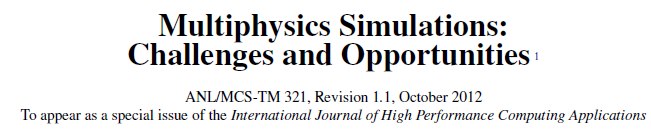 Multiphysics Simulations:
Challenges and Opportunities 1
ANL/MCS-TM 321, Revision 1.1, October 2012
To appear as a special issue of the International Journal of High Performance Computing Applications